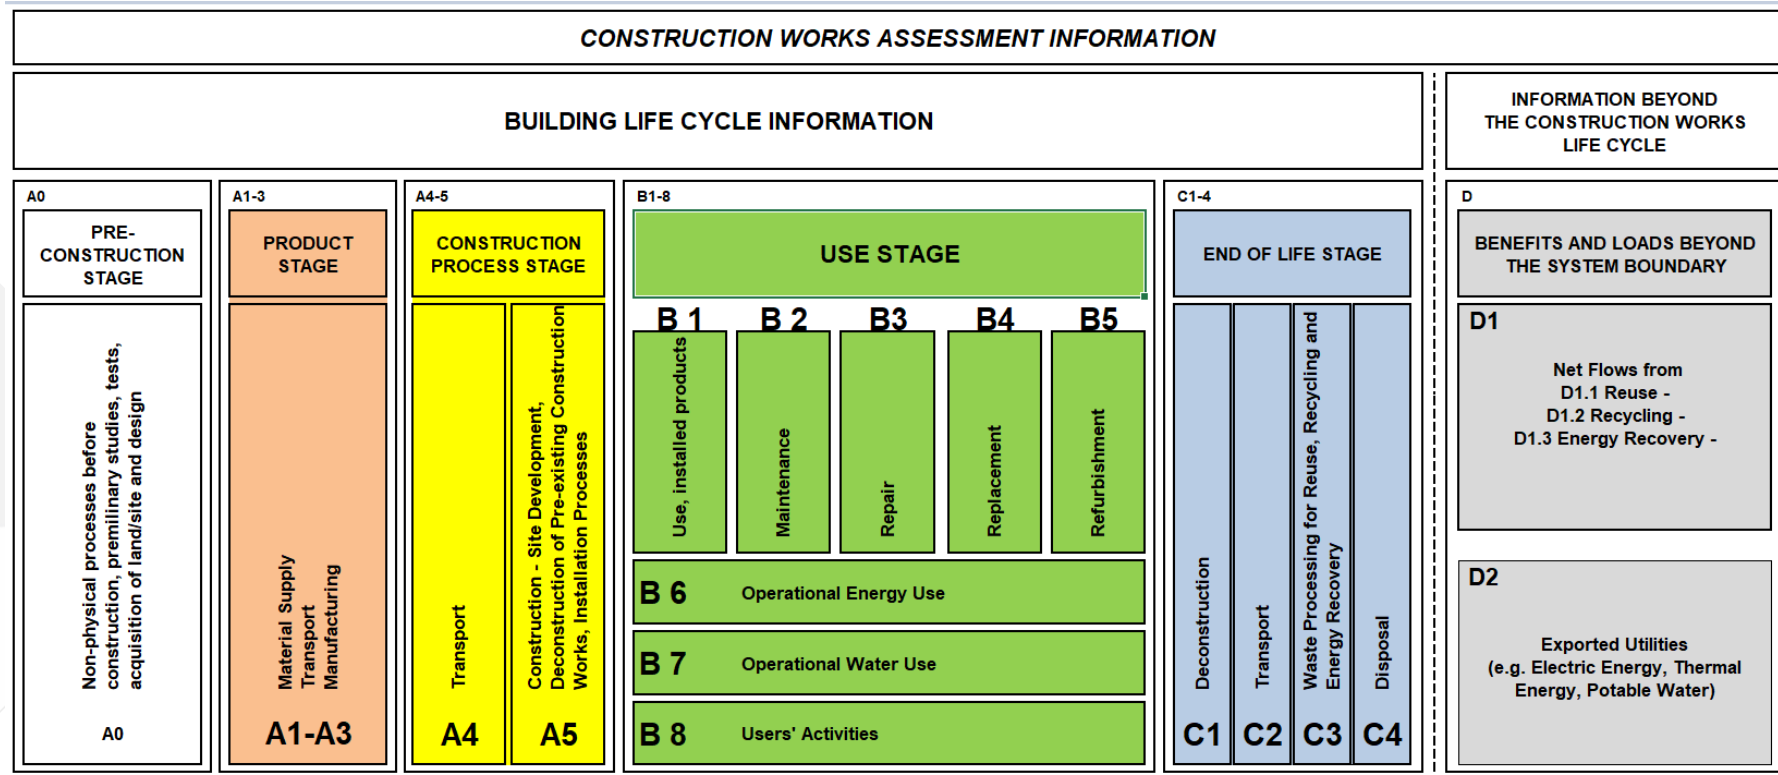 CONSTRUCTION WORKS ASSESSMENT INFORMATION
BUILDING LIFE CYCLE INFORMATION
INFORMATION BEYOND
THE CONSTRUCTION WORKS
LIFE CYCLE
A0
PRE-
CONSTRUCTION
STAGE
Non-physical processes before
construction, premilinary studies, tests,
acquisition of land/site and design
A0
A1-3
PRODUCT
STAGE
Material Supply
Transport
Manufacturing
A1-A3
A4-5
CONSTRUCTION
PROCESS STAGE
Transport
A4
Construction - Site Development,
Deconstruction of Pre-existing Construction
Works, Installation Processes
A5
B1-8
USE STAGE
B 1
Use, installed products
B 2
Maintenance
B3
Repair
B4
Replacement
B5
Refurbishment
B 6 Operational Energy Use
B 7 Operational Water Use
B 8 Users' Activities
C1-4
END OF LIFE STAGE
Deconstruction
C1
Transport
C2
Waste Processing for Reuse, Recycling and
Energy Recovery
C3
Disposal
C4
D
BENEFITS AND LOADS BEYOND
THE SYSTEM BOUNDARY
D1
Net Flows from
D1.1 Reuse -
D1.2 Recycling -
D1.3 Energy Recovery -
D2
Exported Utilities
(e.g. Electric Energy, Thermal
Energy, Potable Water)